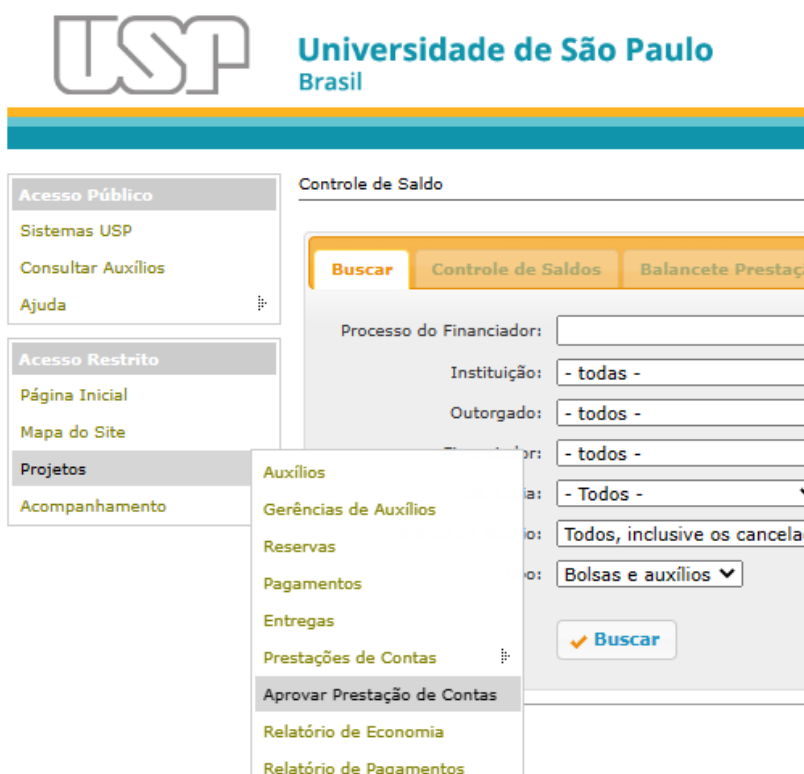 USP
Universidade de São Paulo
Brasil
Acesso Público
Sistemas USP
Consultar Auxílios
Ajuda
Acesso Restrito
Página Inicial
Mapa do Site
Projetos
Acompanhamento
Auxílios
Gerências de Auxílios
Reservas
Pagamentos
Entregas
Prestações de Contas
Aprovar Prestação de Contas
Relatório de Economia
Relatório de Pagamentos
Controle de Saldo
Buscar Controle de Saldos Balancete
Processo do Financiador:
Instituição: - todas -
Outorgado: - todos -
- todos -
- Todos -
Todos, inclusive os
Bolsas e auxílios
Buscar